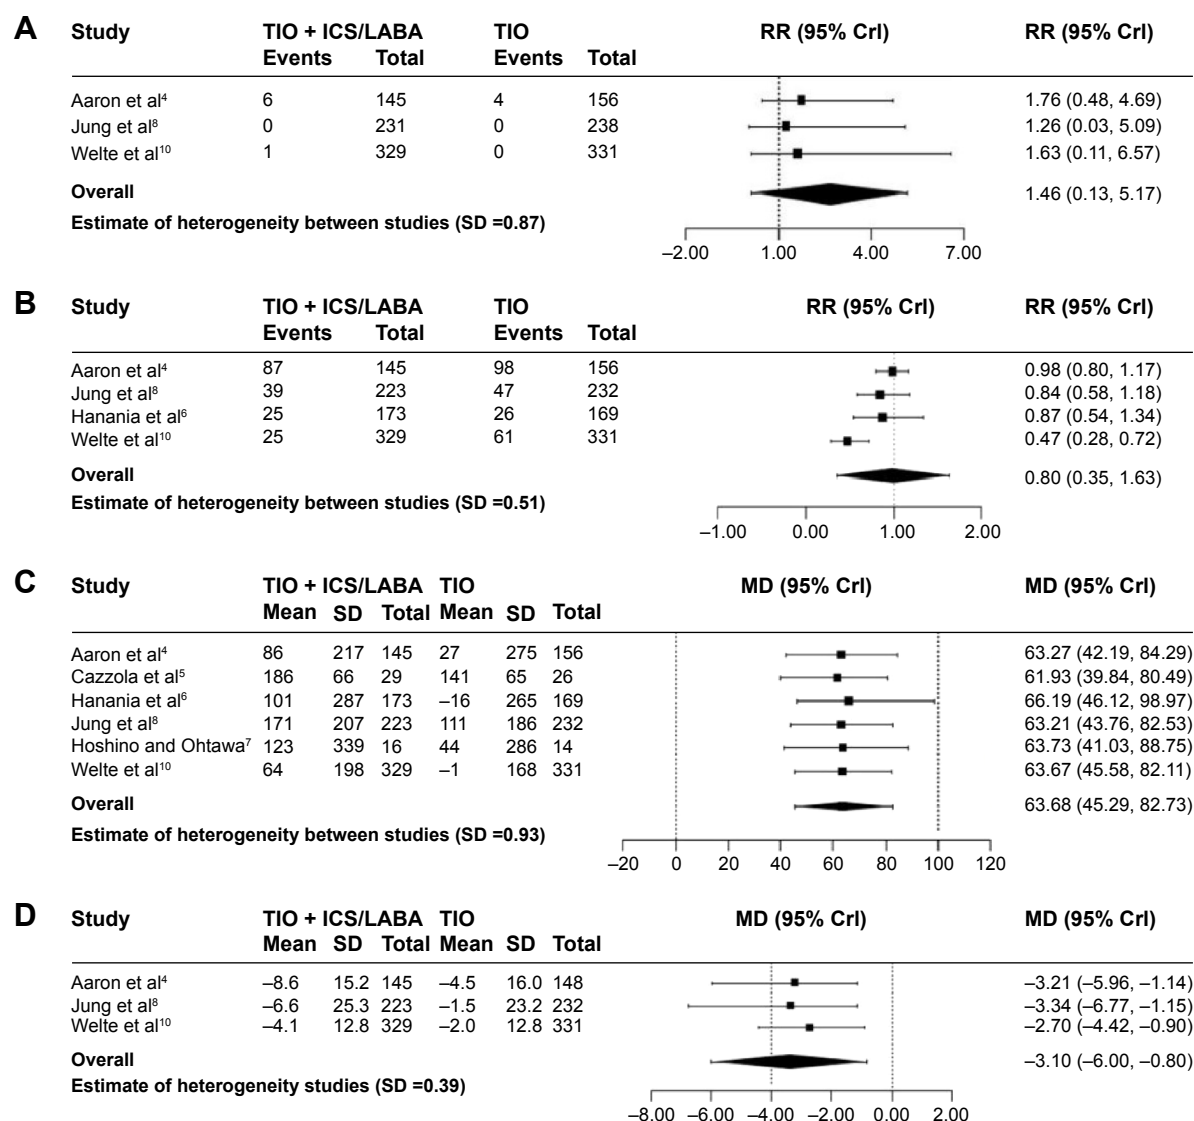 A Study TIO + ICS/LABA TIO RR (95% CrI) RR (95% CrI)
Events Total Events Total
Aaron et al⁴ 6 145 4 156 1.76 (0.48, 4.69)
Jung et al⁸ 0 231 0 238 1.26 (0.03, 5.09)
Welte et al¹⁰ 1 329 0 331 1.63 (0.11, 6.57)
Overall 1.46 (0.13, 5.17)
Estimate of heterogeneity between studies (SD =0.87)
–2.00 1.00 4.00 7.00
B Study TIO + ICS/LABA TIO RR (95% CrI) RR (95% CrI)
Events Total Events Total
Aaron et al⁴ 87 145 98 156 0.98 (0.80, 1.17)
Jung et al⁸ 39 223 47 232 0.84 (0.58, 1.18)
Hanania et al⁶ 25 173 26 169 0.87 (0.54, 1.34)
Welte et al¹⁰ 25 329 61 331 0.47 (0.28, 0.72)
Overall 0.80 (0.35, 1.63)
Estimate of heterogeneity between studies (SD =0.51)
–1.00 0.00 1.00 2.00
C Study TIO + ICS/LABA TIO MD (95% CrI) MD (95% CrI)
Mean SD Total Mean SD Total
Aaron et al⁴ 86 217 145 27 275 156 63.27 (42.19, 84.29)
Cazzola et al⁵ 186 66 29 141 65 26 61.93 (39.84, 80.49)
Hanania et al⁶ 101 287 173 –16 265 169 66.19 (46.12, 98.97)
Jung et al⁸ 171 207 223 111 186 232 63.21 (43.76, 82.53)
Hoshino and Ohtawa⁷ 123 339 16 44 286 14 63.73 (41.03, 88.75)
Welte et al¹⁰ 64 198 329 –1 168 331 63.67 (45.58, 82.11)
Overall 63.68 (45.29, 82.73)
Estimate of heterogeneity between studies (SD =0.93)
–20 0 20 40 60 80 100 120
D Study TIO + ICS/LABA TIO MD (95% CrI) MD (95% CrI)
Mean SD Total Mean SD Total
Aaron et al⁴ –8.6 15.2 145 –4.5 16.0 148 –3.21 (–5.96, –1.14)
Jung et al⁸ –6.6 25.3 223 –1.5 23.2 232 –3.34 (–6.77, –1.15)
Welte et al¹⁰ –4.1 12.8 329 –2.0 12.8 331 –2.70 (–4.42, –0.90)
Overall –3.10 (–6.00, –0.80)
Estimate of heterogeneity studies (SD =0.39)
–8.00 –6.00 –4.00 –2.00 0.00 2.00